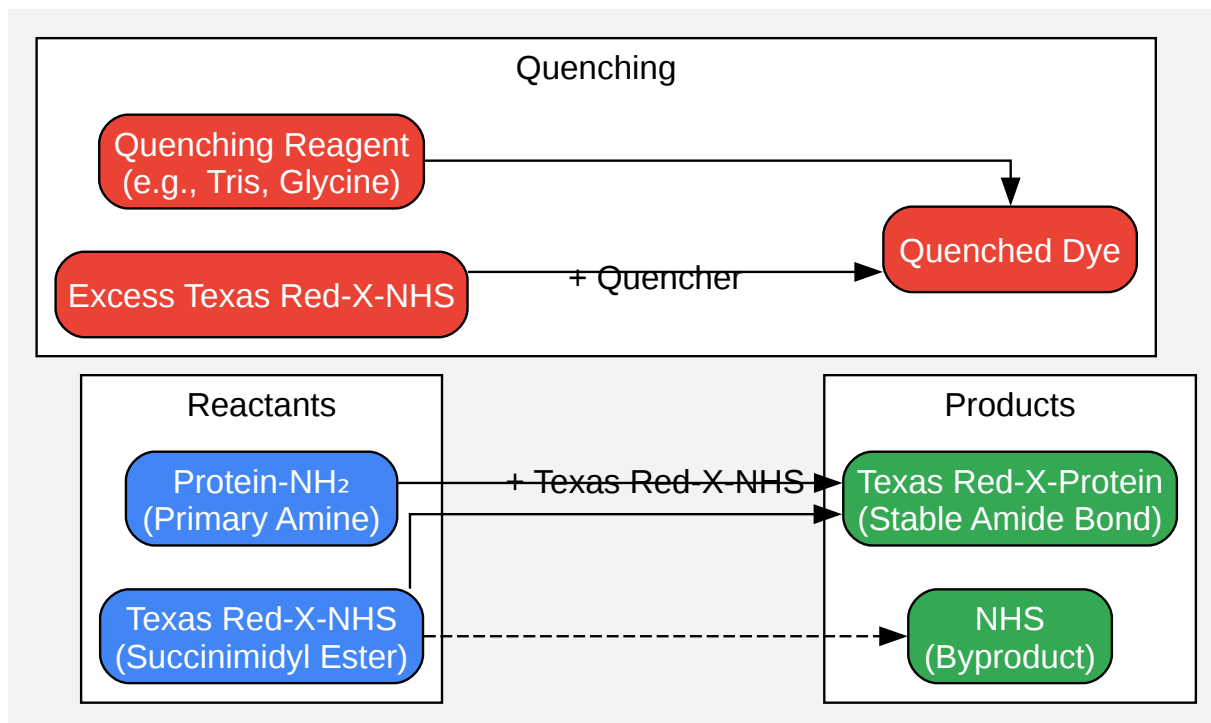 Quenching
Quenching Reagent
(e.g., Tris, Glycine)
Quenched Dye
Excess Texas Red-X-NHS
+ Quencher
Reactants
Products
Protein-NH₂
(Primary Amine)
+ Texas Red-X-NHS
Texas Red-X-Protein
(Stable Amide Bond)
Texas Red-X-NHS
(Succinimidyl Ester)
NHS
(Byproduct)